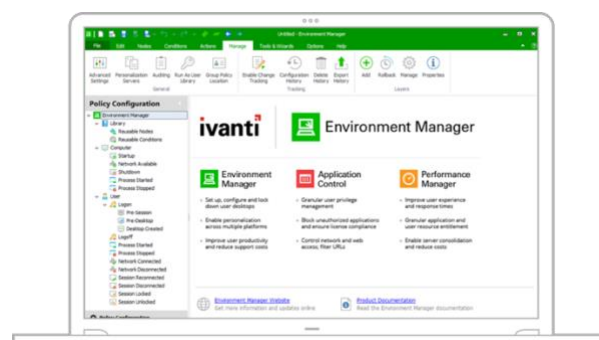 Untitled - Environment Manager
File Edit Nodes Conditions Actions Manage Tools & Wizards Options Help
Advanced Settings
Personalization Servers
Auditing
Run As User Library
Group Policy Location
Enable Change Tracking
Configuration History
Delete History
Export History
Add
Rollback
Manage
Properties
General
Tracking
Layers
Policy Configuration
Environment Manager
Library
Reusable Nodes
Reusable Conditions
Computer
Startup
Network Available
Shutdown
Process Started
Process Stopped
User
Logon
Pre-Session
Pre-Desktop
Desktop Created
Logoff
Process Started
Process Stopped
Network Connected
Network Disconnected
Session Reconnected
Session Disconnected
Session Locked
Session Unlocked
Policy Configuration
ivanti
Environment Manager
Environment
Manager
Set up, configure and lock
down user desktops
Enable personalization
across multiple platforms
Improve user productivity
and reduce support costs
Application
Control
Granular user privilege
management
Block unauthorized applications
and ensure license compliance
Control network and web
access, filter URLs
Performance
Manager
Improve user experience
and response times
Granular application and
user resource entitlement
Enable server consolidation
and reduce costs
Environment Manager Website
Get more information and updates online
Product Documentation
Read the Environment Manager documentation